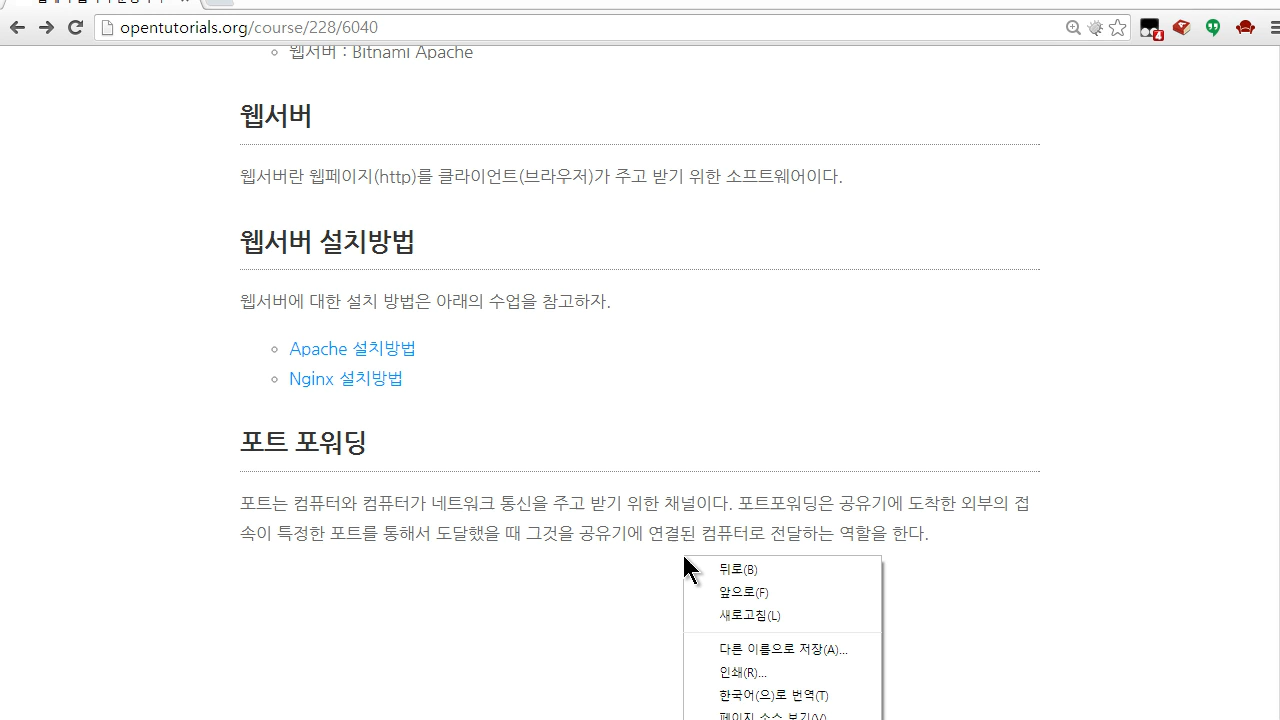 opentutorials.org/course/228/6040
4
웹서버 : Bitnami Apache
웹서버
웹서버란 웹페이지(http)를 클라이언트(브라우저)가 주고 받기 위한 소프트웨어이다.
웹서버 설치방법
웹서버에 대한 설치 방법은 아래의 수업을 참고하자.
Apache 설치방법
Nginx 설치방법
포트 포워딩
포트는 컴퓨터와 컴퓨터가 네트워크 통신을 주고 받기 위한 채널이다. 포트포워딩은 공유기에 도착한 외부의 접
속이 특정한 포트를 통해서 도달했을 때 그것을 공유기에 연결된 컴퓨터로 전달하는 역할을 한다.
뒤로(B)
앞으로(F)
새로고침(L)
다른 이름으로 저장(A)...
인쇄(R)...
한국어(으)로 번역(T)
페이지 소스 보기(V)